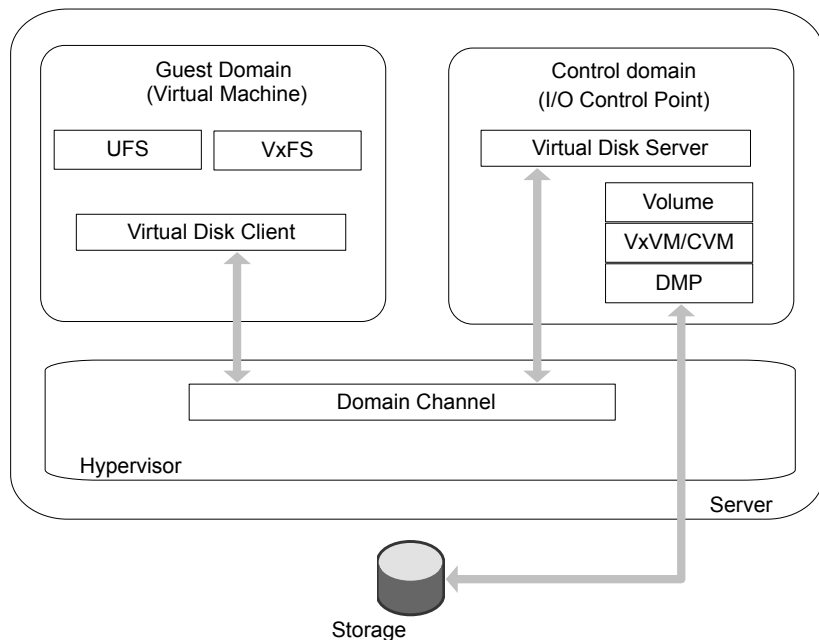 Guest Domain
(Virtual Machine)
UFS
VxFS
Virtual Disk Client
Control domain
(I/O Control Point)
Virtual Disk Server
Volume
VxVM/CVM
DMP
Domain Channel
Hypervisor
Server
Storage